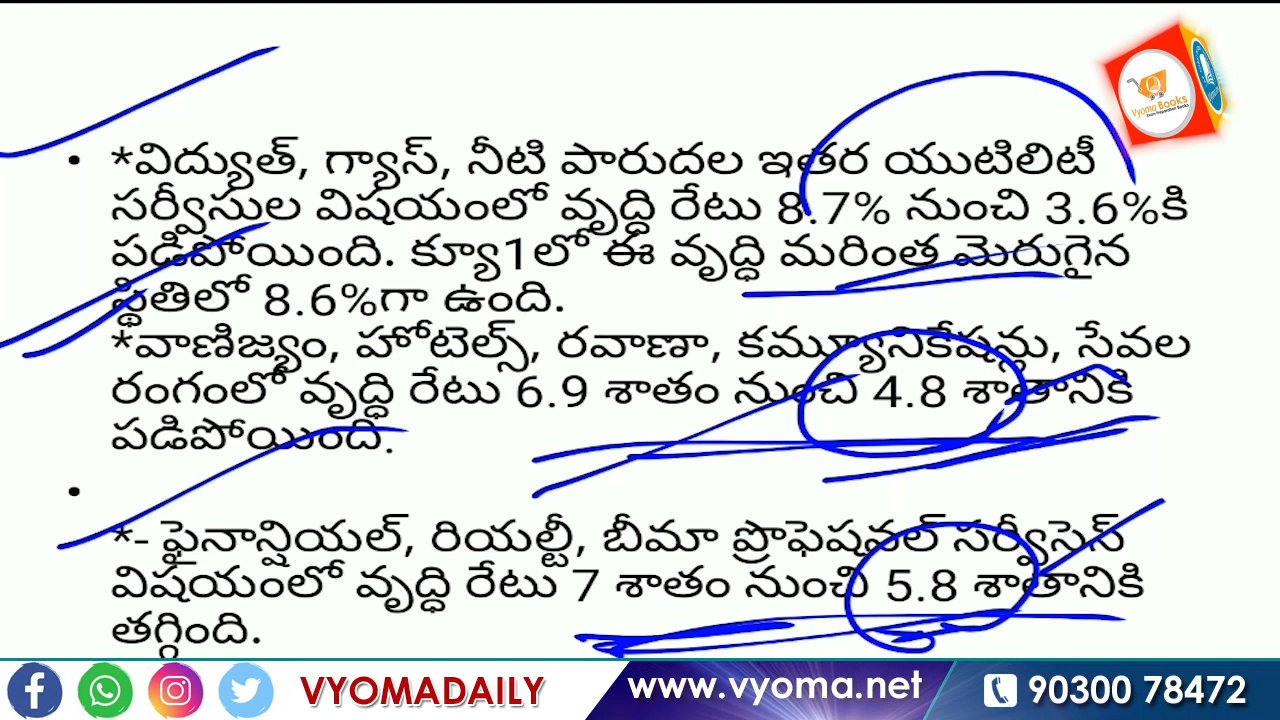 Vyoma Books
• *విద్యుత్, గ్యాస్, నీటి పారుదల ఇతర యుటిలిటీ
సర్వీసుల విషయంలో వృద్ధి రేటు 8.7% నుంచి 3.6%కి
పడిపోయింది. క్యూ1లో ఈ వృద్ధి మరింత మెరుగైన
స్థితిలో 8.6%గా ఉంది.
*వాణిజ్యం, హోటెల్స్, రవాణా, కమ్యూనికేషన్లు, సేవల
రంగంలో వృద్ధి రేటు 6.9 శాతం నుంచి 4.8 శాతానికి
పడిపోయింది.
•
*- ఫైనాన్షియల్, రియల్టీ, బీమా ప్రొఫెషనల్ సర్వీసెస్
విషయంలో వృద్ధి రేటు 7 శాతం నుంచి 5.8 శాతానికి
తగ్గింది.
VYOMADAILY www.vyoma.net 90300 78472